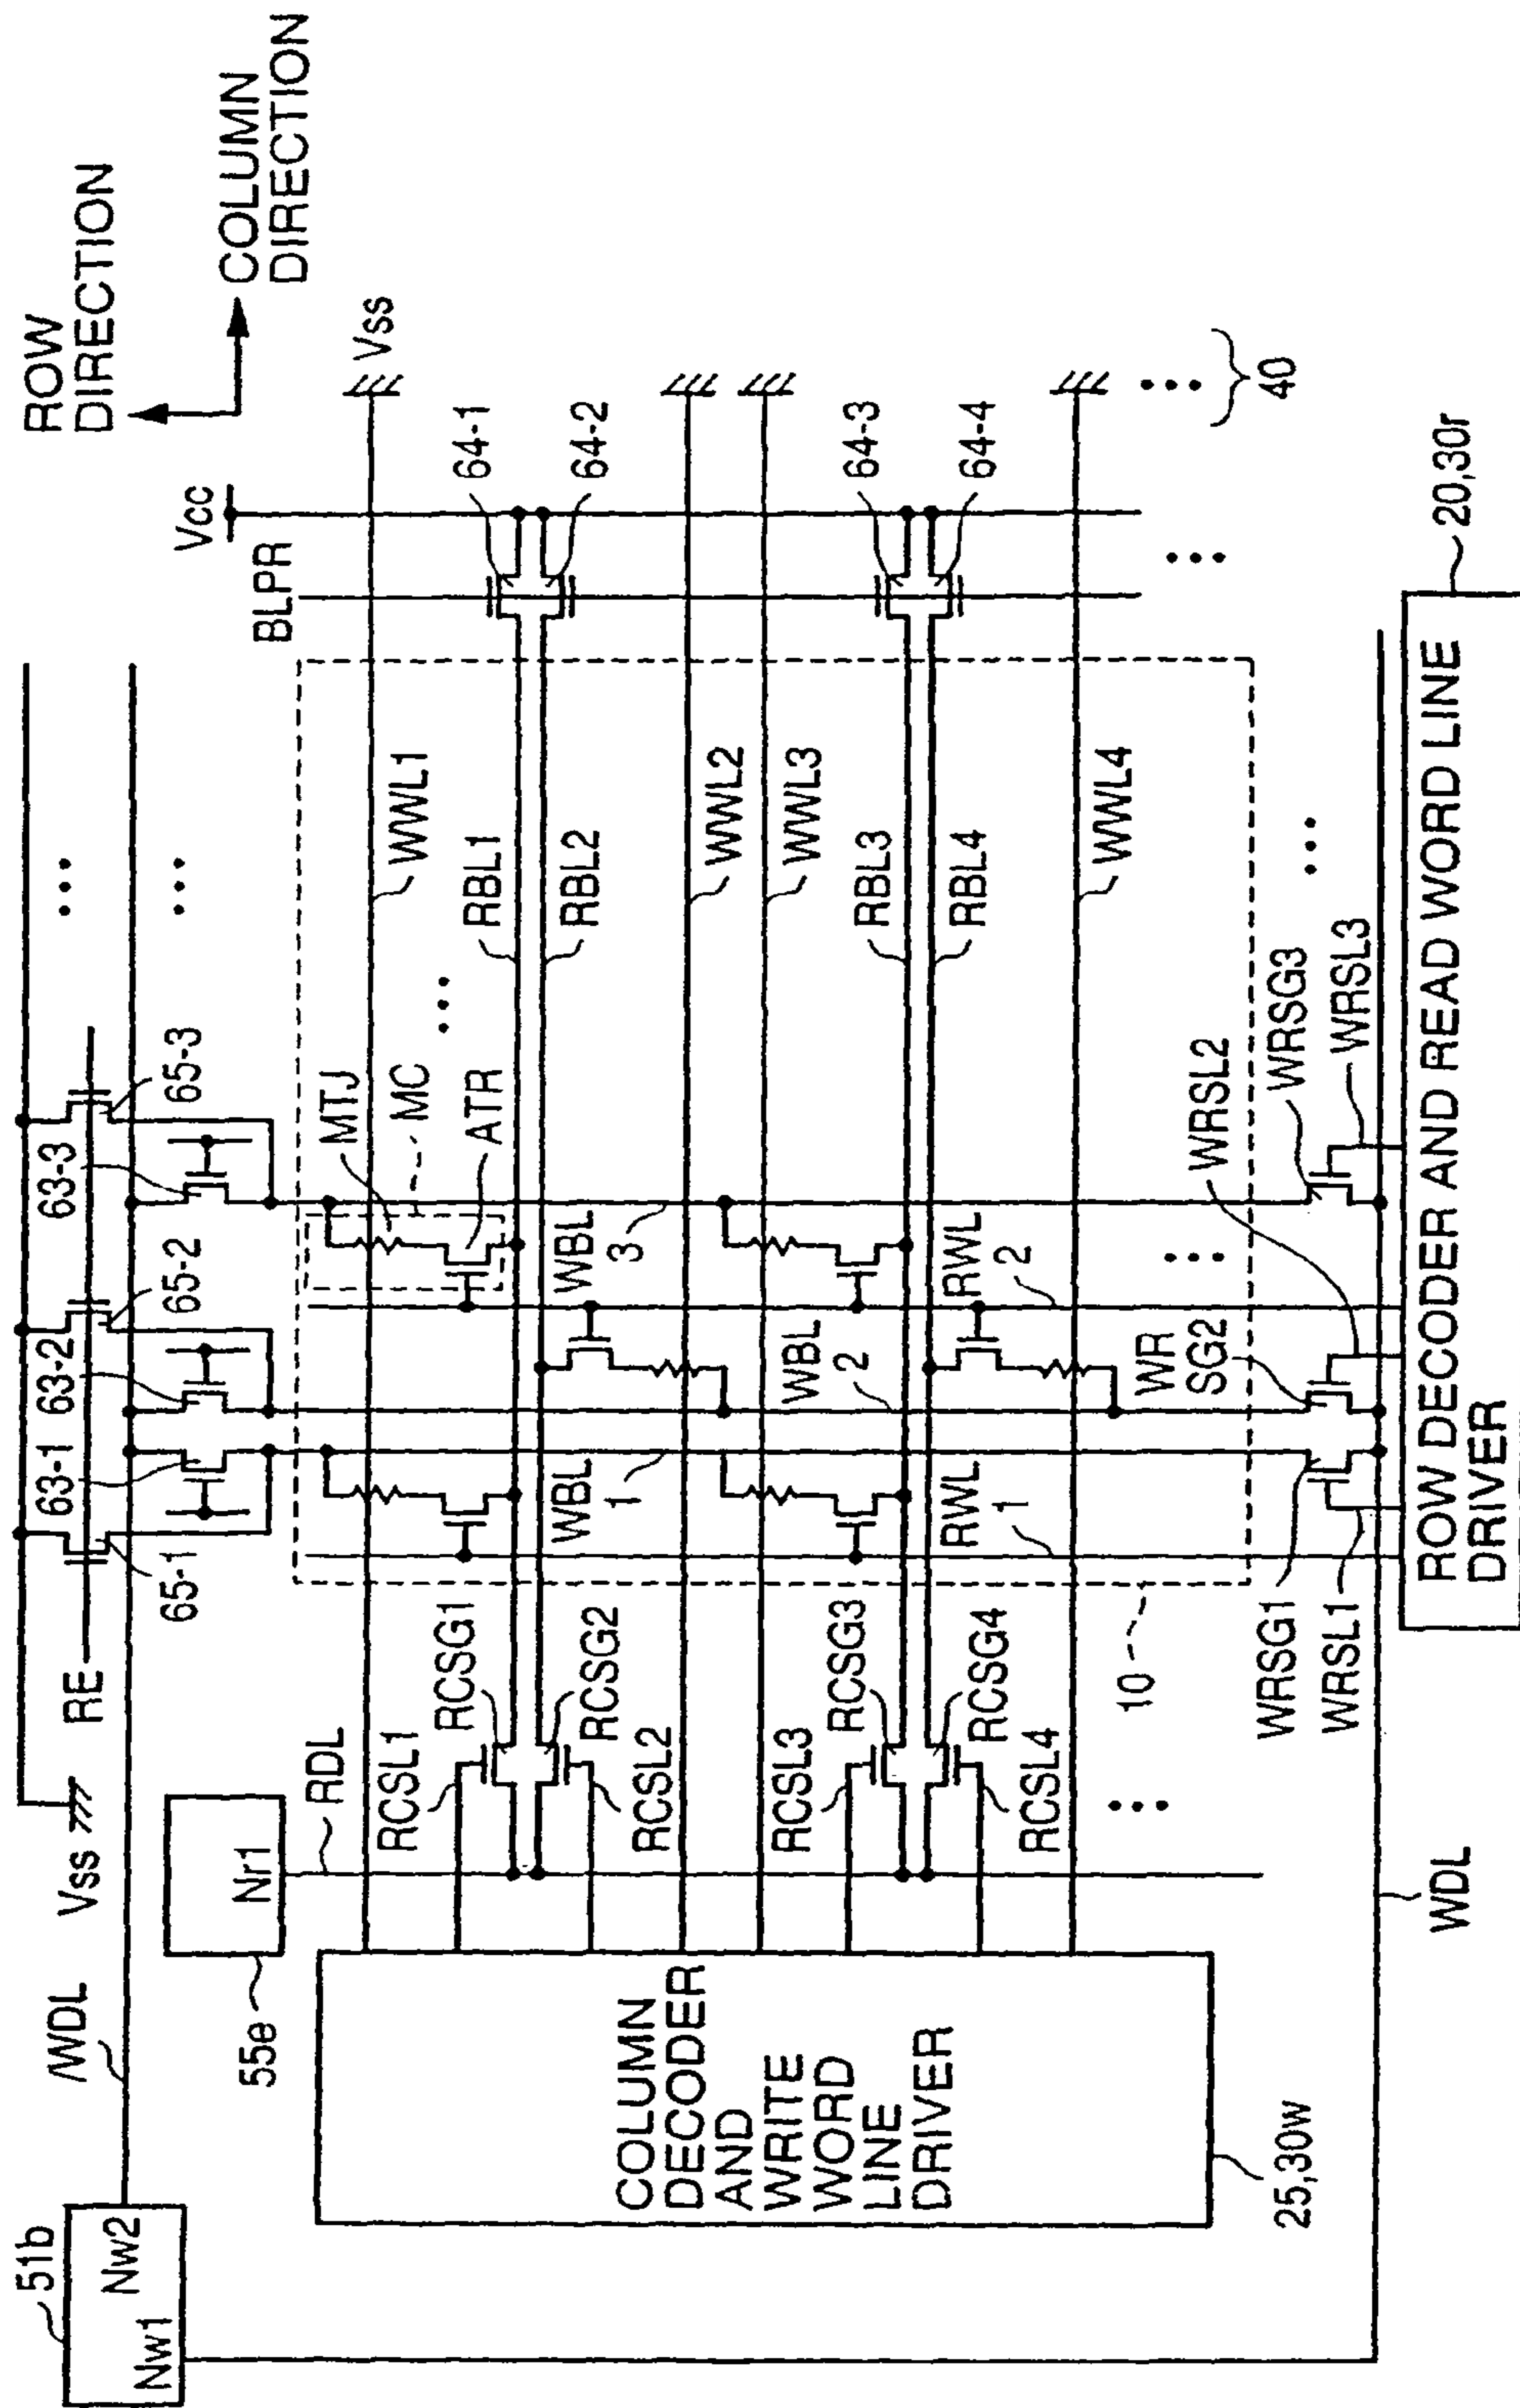 51b
Nw1
Nw2
/WDL
55e
Nr1
Vss
RE
65-1
63-1
63-2
65-2
63-3
65-3
...
...
ROW
DIRECTION
COLUMN
DIRECTION
COLUMN
DECODER
AND
WRITE
WORD
LINE
DRIVER
25,30w
RDL
RCSL1
RCSG1
RCSG2
RCSL2
RCSL3
RCSG3
RCSG4
RCSL4
...
WBL
1
WBL
2
WBL
3
RWL
1
RWL
2
MTJ
MC
ATR
...
WWL1
RBL1
RBL2
WWL2
WWL3
RBL3
RBL4
WWL4
...
BLPR
Vcc
64-1
64-2
64-3
64-4
...
Vss
...
40
10
WDL
WRSG1
WRSL1
WR
SG2
WRSL2
WRSG3
WRSL3
...
ROW DECODER AND READ WORD LINE
DRIVER
20,30r